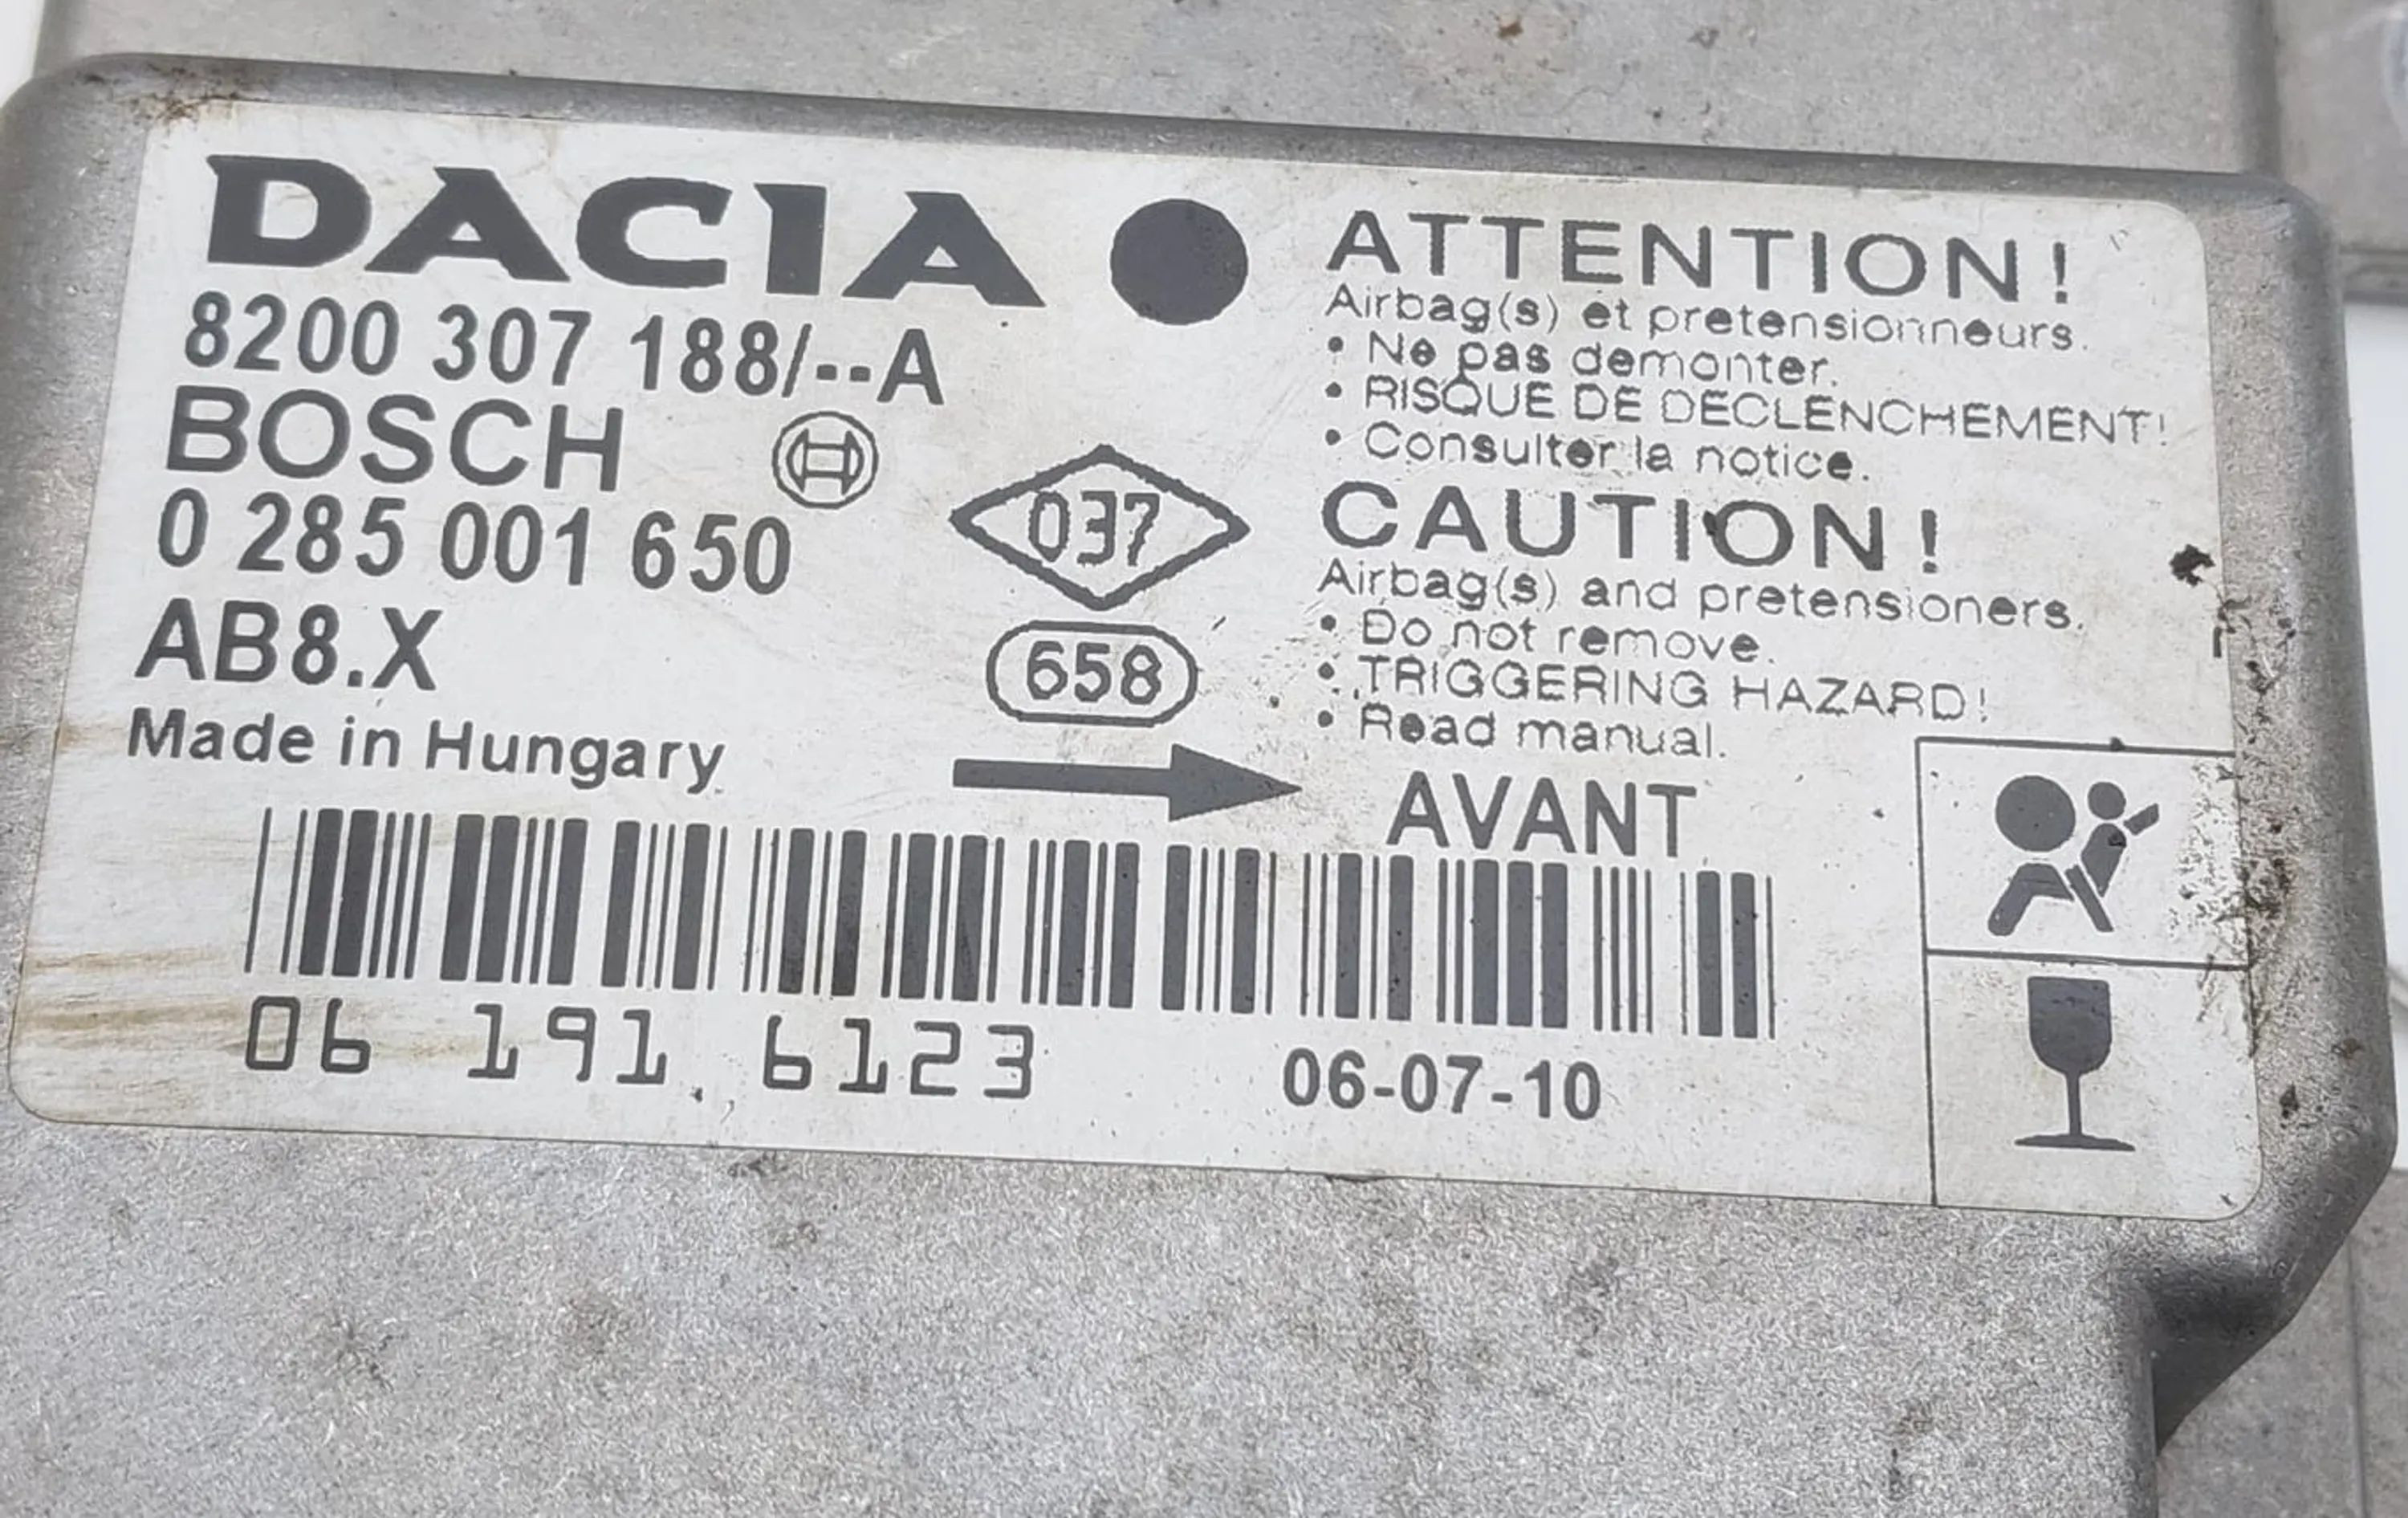 DACIA
8200 307 188/--A
BOSCH
0 285 001 650
AB8.X
Made in Hungary
037
658
ATTENTION!
Airbag(s) et pretensionneurs.
• Ne pas demonter.
• RISQUE DE DECLENCHEMENT!
• Consulter la notice.
CAUTION!
Airbag(s) and pretensioners.
• Do not remove.
• TRIGGERING HAZARD!
• Read manual.
AVANT
06 191 6123
06-07-10